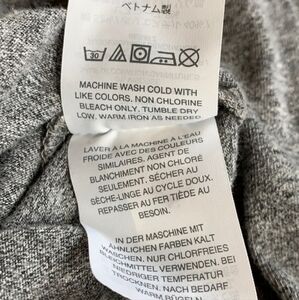 ベトナム製
30
MACHINE WASH COLD WITH
LIKE COLORS. NON CHLORINE
BLEACH ONLY. TUMBLE DRY
LOW. WARM IRON AS NEEDED
LAVER À LA MACHINE À L'EAU
FROIDE AVEC DES COULEURS
SIMILAIRES. AGENT DE
BLANCHIMENT NON CHLORÉ
SEULEMENT. SÉCHER AU
SÈCHE-LINGE AU CYCLE DOUX.
REPASSER AU FER TIÈDE AU
BESOIN.
IN DER MASCHINE MIT
ÄHNLICHEN FARBEN KALT
WASCHEN. NUR CHLORFREIES
BLEICHMITTEL VERWENDEN. BEI
NIEDRIGER TEMPERATUR
TROCKNEN. NACH BEDARF
WARM BÜGELN